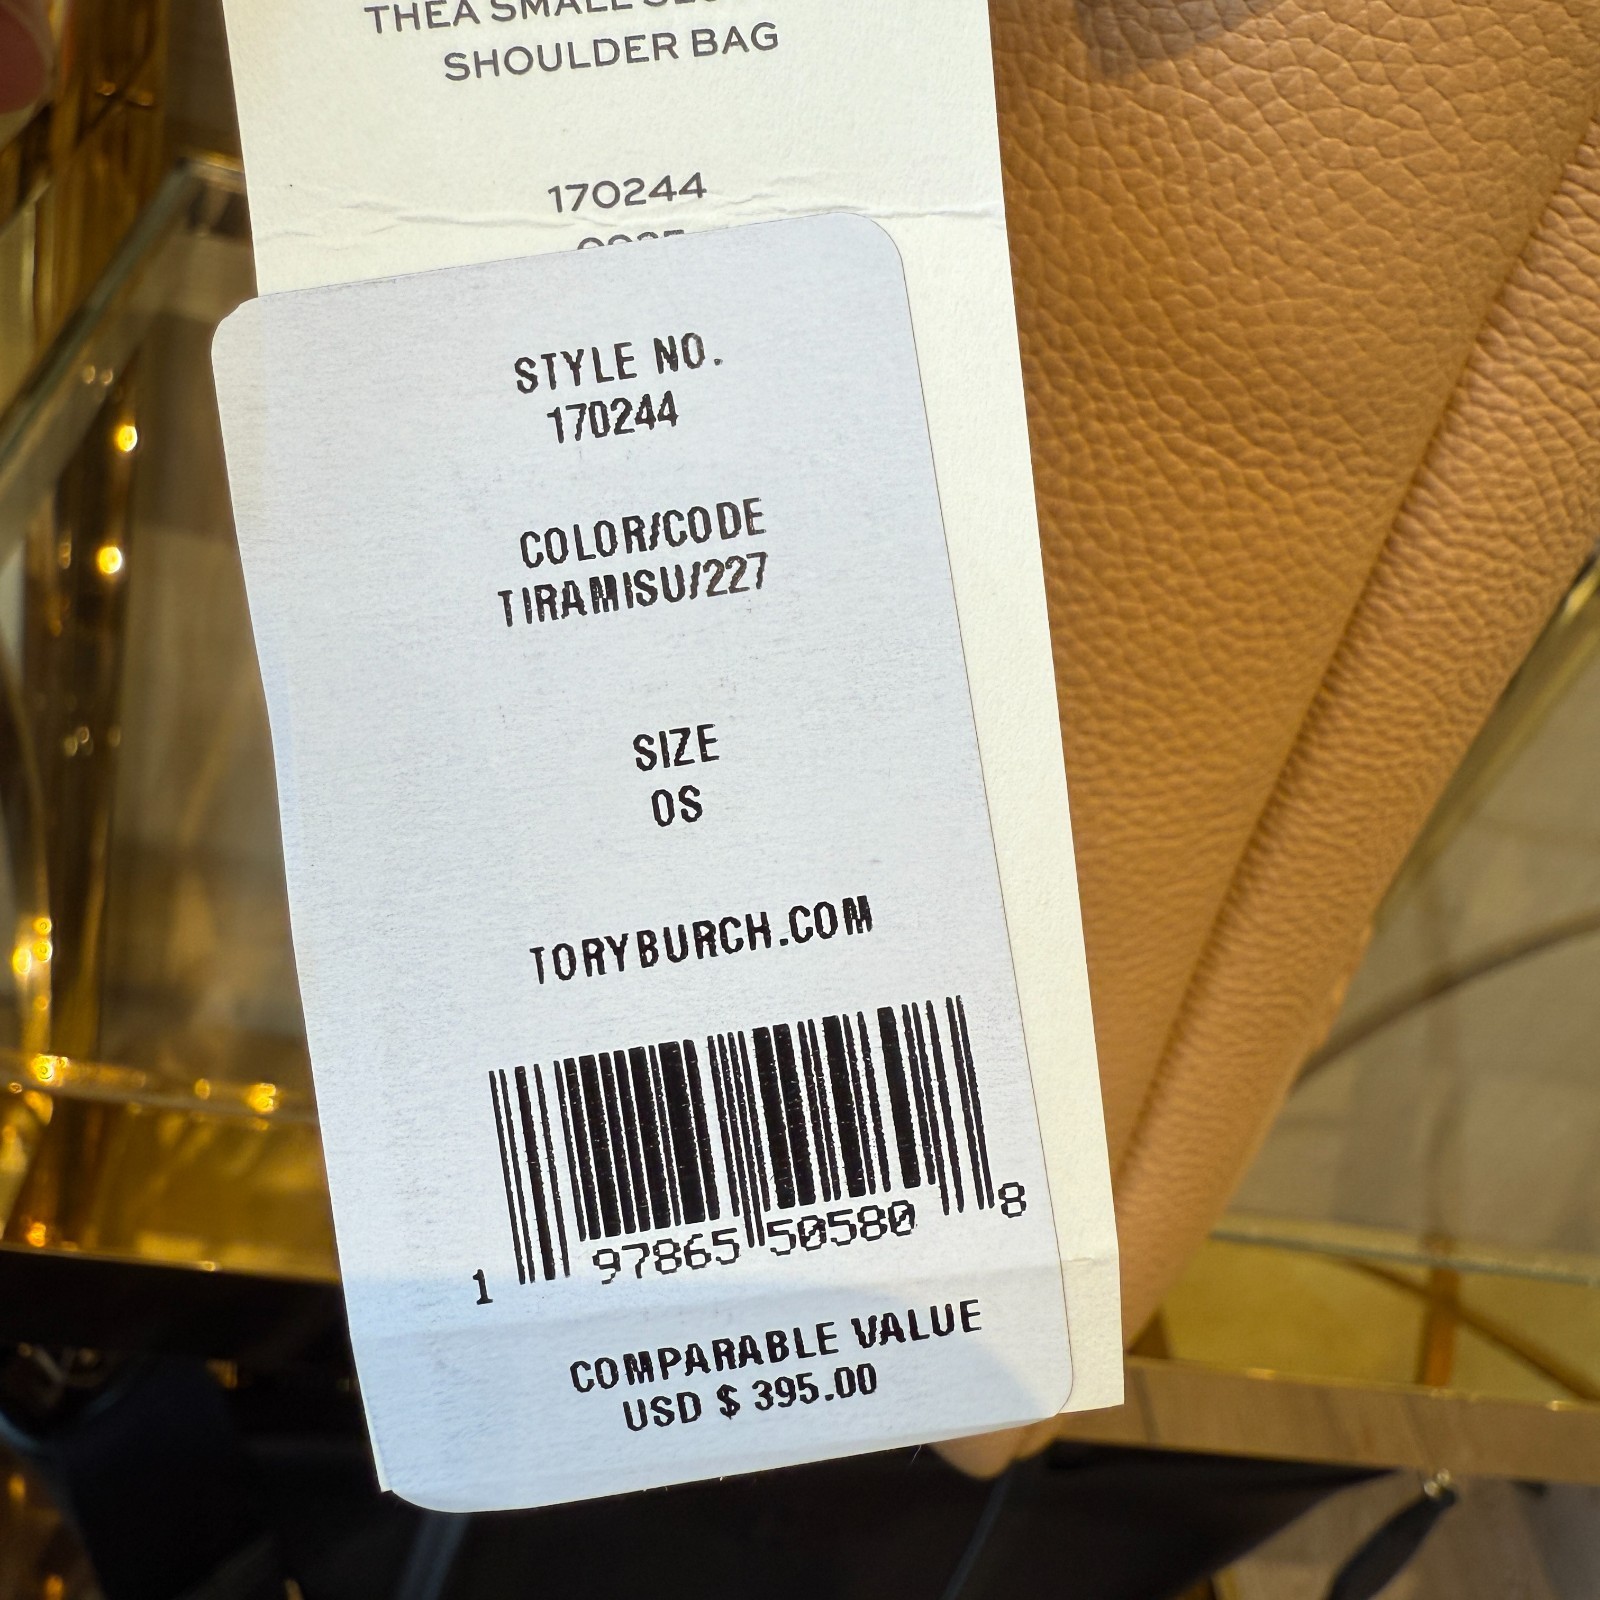 THEA SMALL
SHOULDER BAG
170244
STYLE NO.
170244
COLOR/CODE
TIRAMISU/227
SIZE
OS
TORYBURCH.COM
1 97865 50580 8
COMPARABLE VALUE
USD $ 395.00